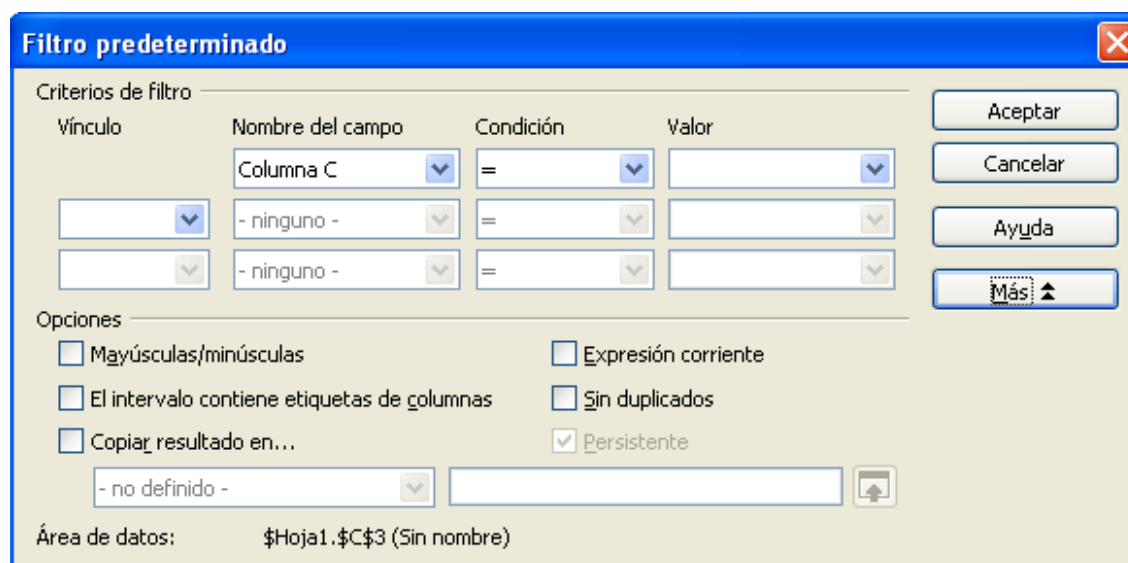 Filtro predeterminado
Criterios de filtro
Vínculo Nombre del campo Condición Valor
Columna C =
- ninguno - =
- ninguno - =
Aceptar
Cancelar
Ayuda
Más
Opciones
Mayúsculas/minúsculas Expresión corriente
El intervalo contiene etiquetas de columnas Sin duplicados
Copiar resultado en... Persistente
- no definido -
Área de datos: $Hoja1.$C$3 (Sin nombre)